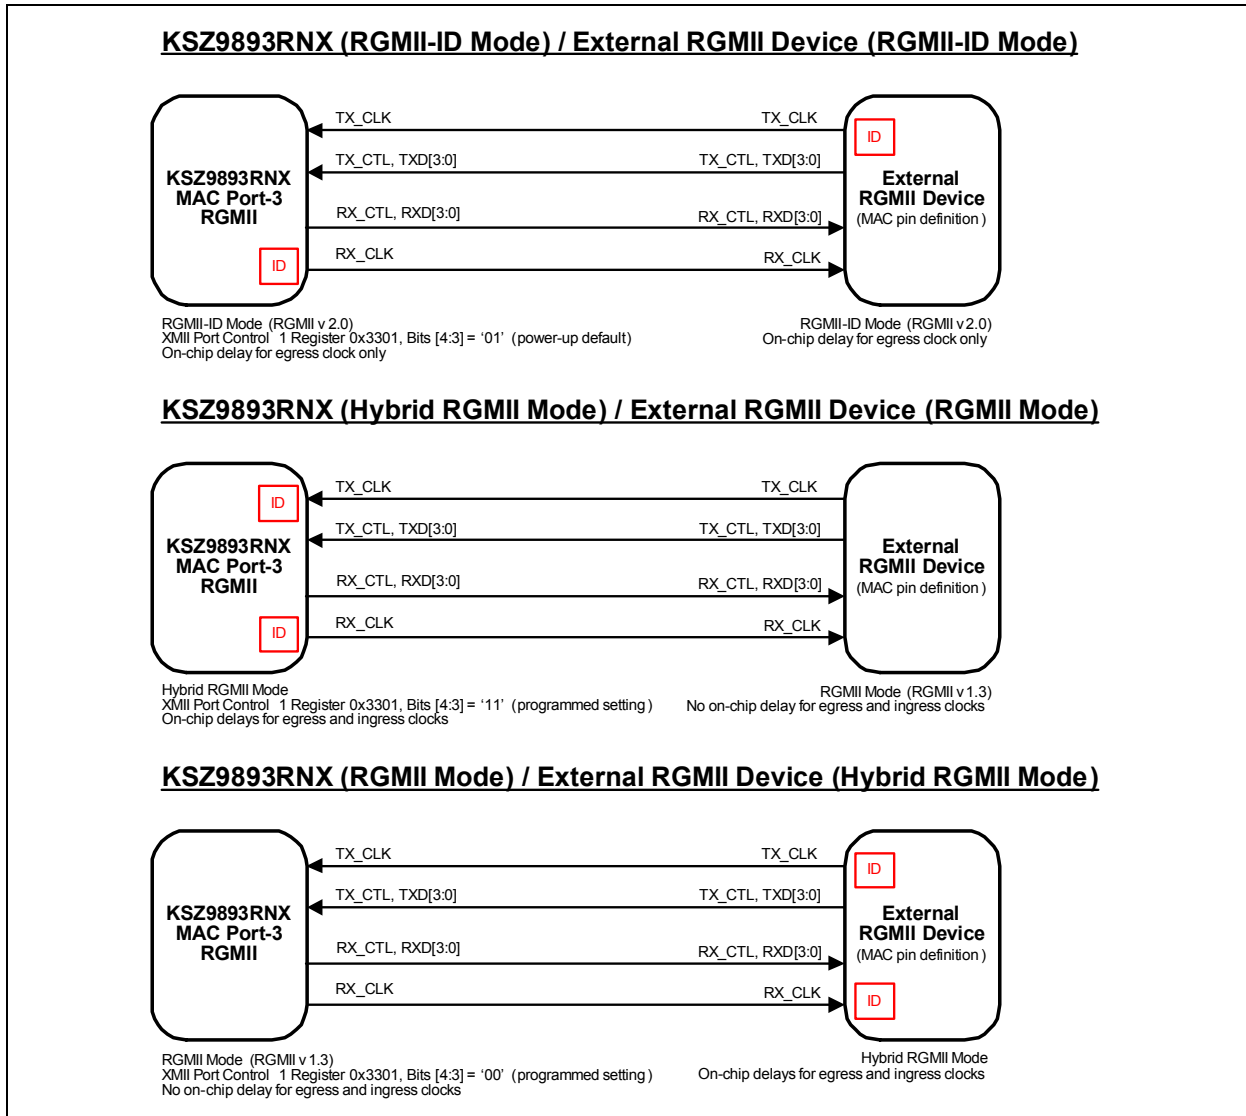 KSZ9893RNX (RGMII-ID Mode) / External RGMII Device (RGMII-ID Mode)
TX_CLK TX_CLK
ID
TX_CTL, TXD[3:0] TX_CTL, TXD[3:0]
KSZ9893RNX
MAC Port-3
RGMII
External
RGMII Device
(MAC pin definition )
RX_CTL, RXD[3:0] RX_CTL, RXD[3:0]
RX_CLK RX_CLK
ID
RGMII-ID Mode (RGMII v 2.0)
XMII Port Control 1 Register 0x3301, Bits [4:3] = '01' (power-up default)
On-chip delay for egress clock only
RGMII-ID Mode (RGMII v 2.0)
On-chip delay for egress clock only
KSZ9893RNX (Hybrid RGMII Mode) / External RGMII Device (RGMII Mode)
TX_CLK TX_CLK
ID
TX_CTL, TXD[3:0] TX_CTL, TXD[3:0]
KSZ9893RNX
MAC Port-3
RGMII
External
RGMII Device
(MAC pin definition )
RX_CTL, RXD[3:0] RX_CTL, RXD[3:0]
RX_CLK RX_CLK
ID
Hybrid RGMII Mode
XMII Port Control 1 Register 0x3301, Bits [4:3] = '11' (programmed setting )
On-chip delays for egress and ingress clocks
RGMII Mode (RGMII v 1.3)
No on-chip delay for egress and ingress clocks
KSZ9893RNX (RGMII Mode) / External RGMII Device (Hybrid RGMII Mode)
TX_CLK TX_CLK
ID
TX_CTL, TXD[3:0] TX_CTL, TXD[3:0]
KSZ9893RNX
MAC Port-3
RGMII
External
RGMII Device
(MAC pin definition )
RX_CTL, RXD[3:0] RX_CTL, RXD[3:0]
RX_CLK RX_CLK
ID
RGMII Mode (RGMII v 1.3)
XMII Port Control 1 Register 0x3301, Bits [4:3] = '00' (programmed setting )
No on-chip delay for egress and ingress clocks
Hybrid RGMII Mode
On-chip delays for egress and ingress clocks